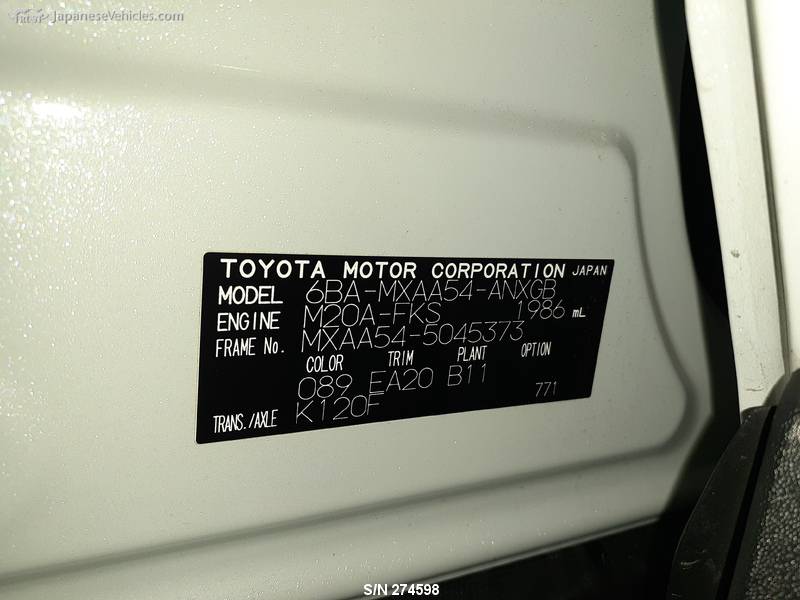 JapaneseVehicles.com
TOYOTA MOTOR CORPORATION JAPAN
MODEL 6BA-MXAA54-ANXGB
ENGINE M20A-FKS 1986 mL
FRAME No. MXAA54-5045373
COLOR TRIM PLANT OPTION
089 EA20 B11 771
TRANS./AXLE K120F
S/N 274598